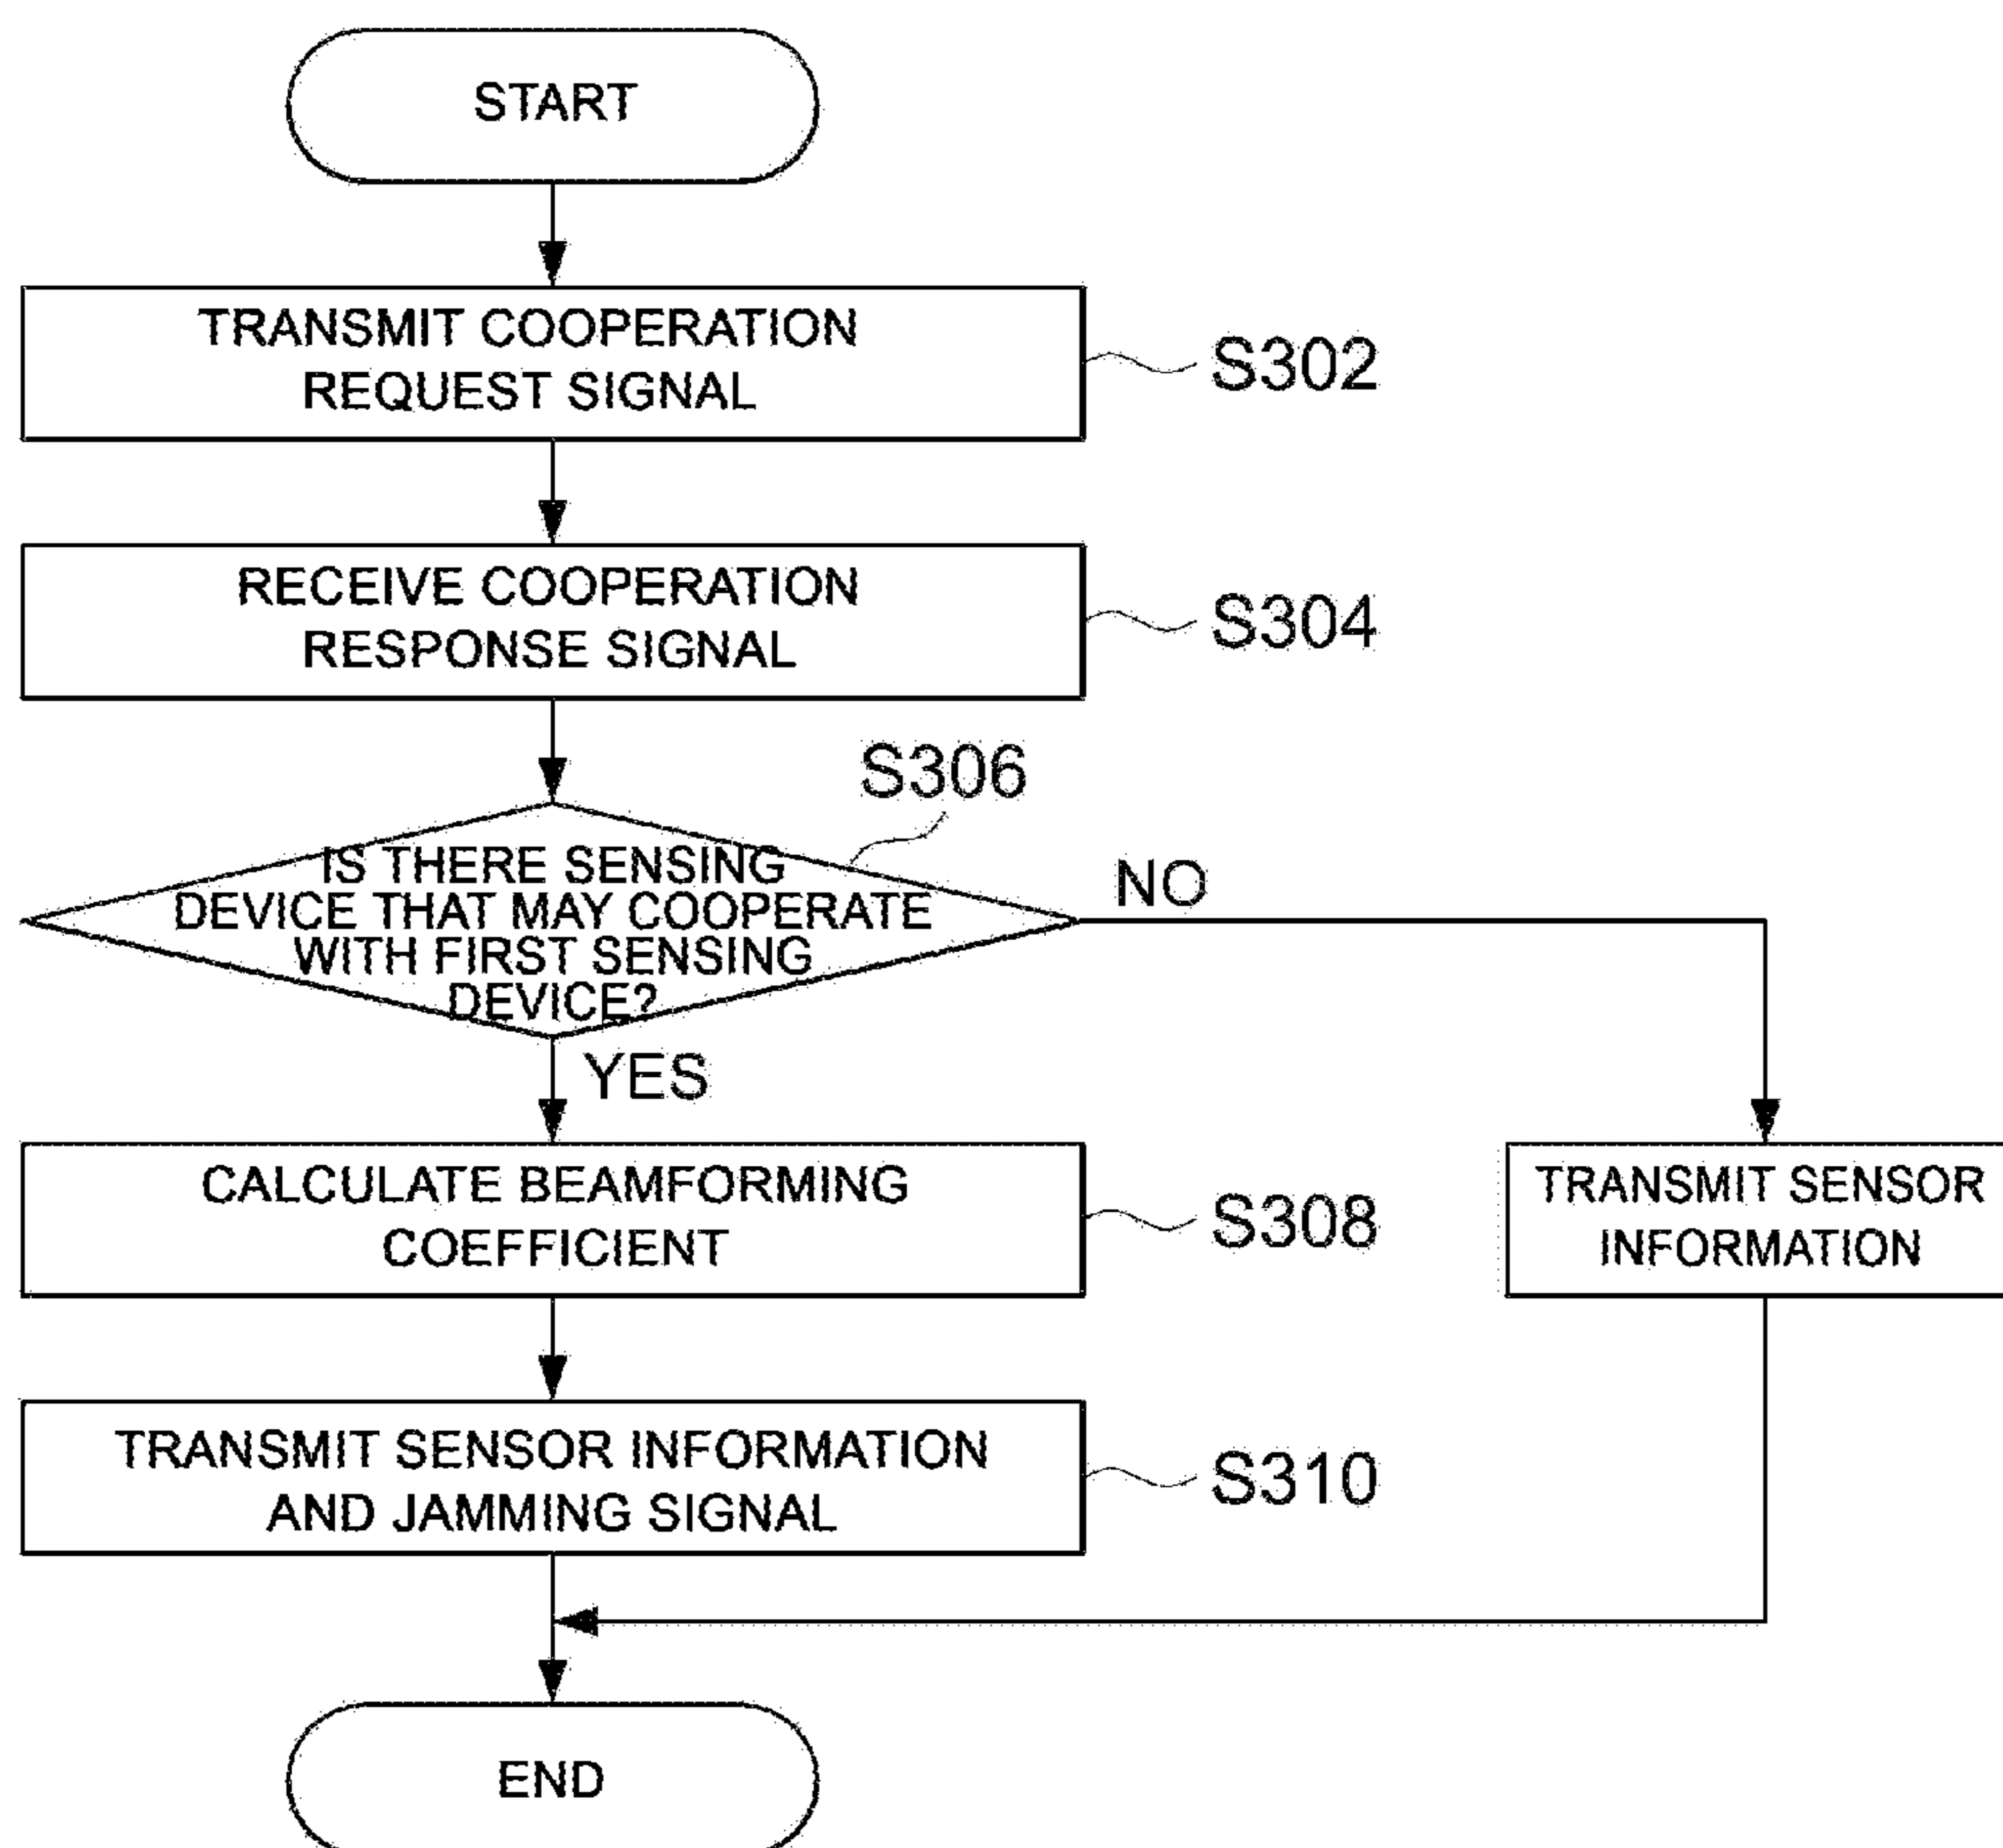 START
TRANSMIT COOPERATION
REQUEST SIGNAL
S302
RECEIVE COOPERATION
RESPONSE SIGNAL
S304
S306
IS THERE SENSING
DEVICE THAT MAY COOPERATE
WITH FIRST SENSING
DEVICE?
NO
YES
CALCULATE BEAMFORMING
COEFFICIENT
S308
TRANSMIT SENSOR
INFORMATION
TRANSMIT SENSOR INFORMATION
AND JAMMING SIGNAL
S310
END